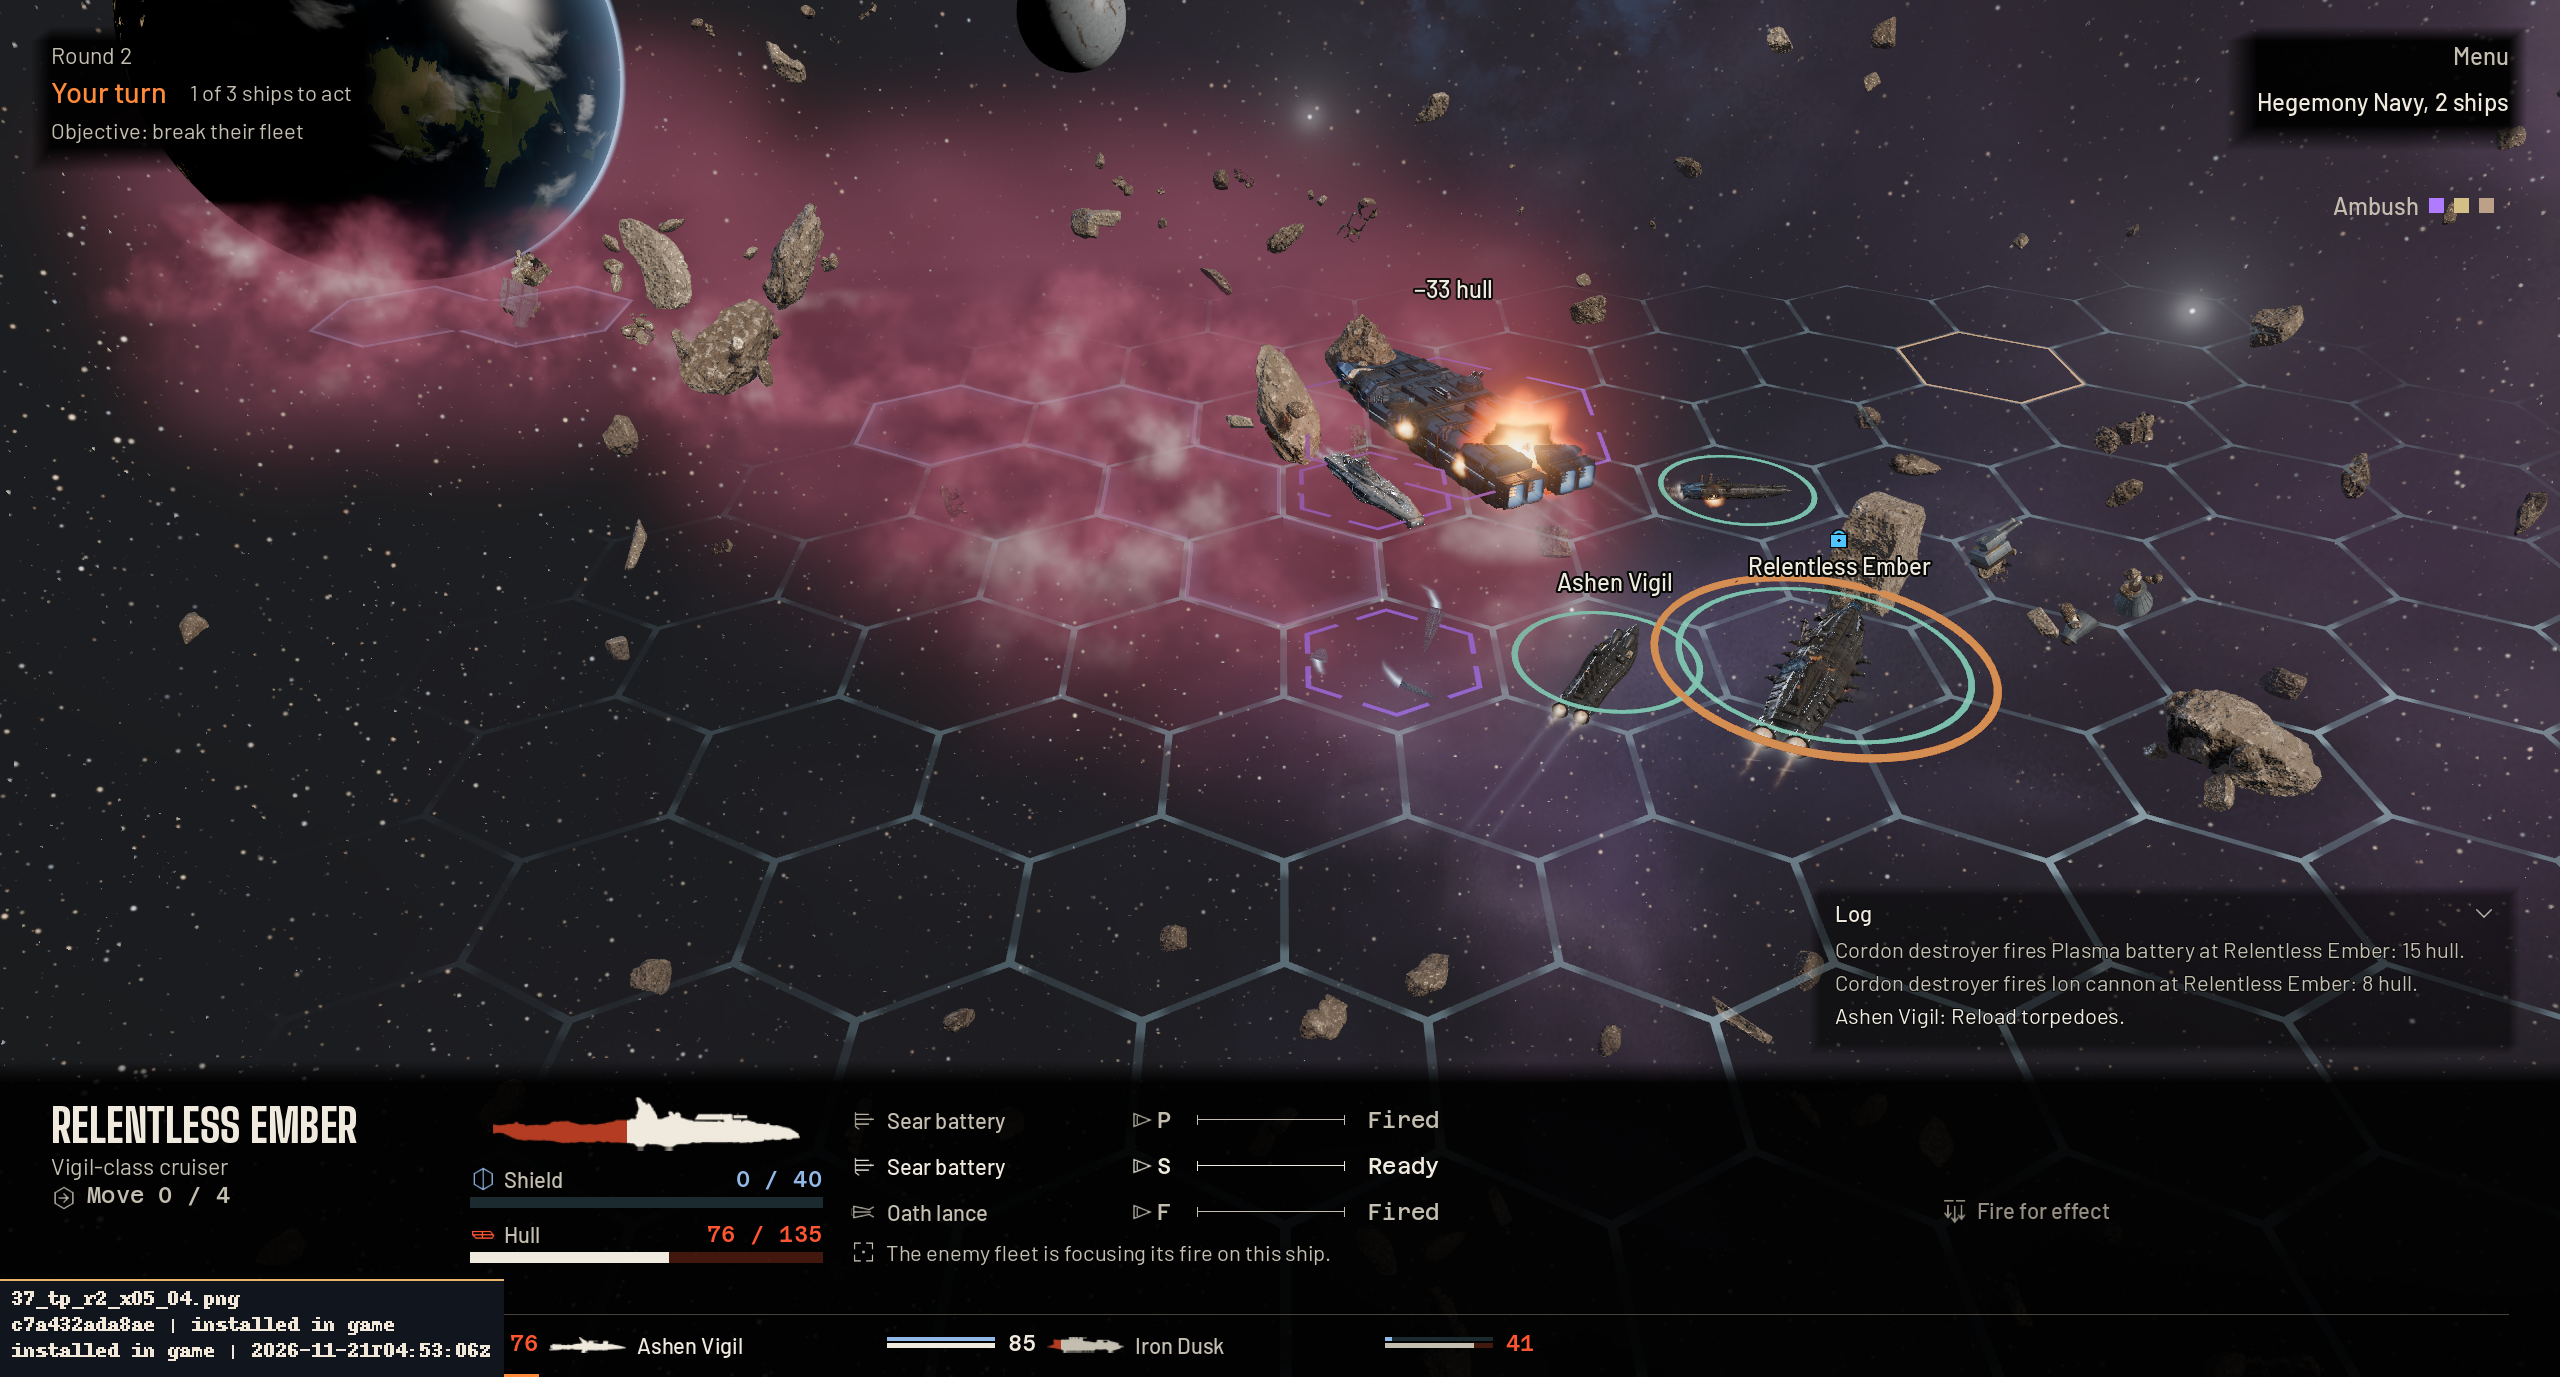 Round 2
Your turn 1 of 3 ships to act
Objective: break their fleet
Menu
Hegemony Navy, 2 ships
Ambush
–33 hull
Ashen Vigil
Relentless Ember
Log
Cordon destroyer fires Plasma battery at Relentless Ember: 15 hull.
Cordon destroyer fires Ion cannon at Relentless Ember: 8 hull.
Ashen Vigil: Reload torpedoes.
RELENTLESS EMBER
Vigil-class cruiser
Move 0 / 4
Shield 0 / 40
Hull 76 / 135
Sear battery P Fired
Sear battery S Ready
Oath lance F Fired
The enemy fleet is focusing its fire on this ship.
Fire for effect
37_tp_r2_x05_04.png
c7a432ada8ae | installed in game
installed in game | 2026-11-21r04:53:06z
76 Ashen Vigil 85 Iron Dusk 41